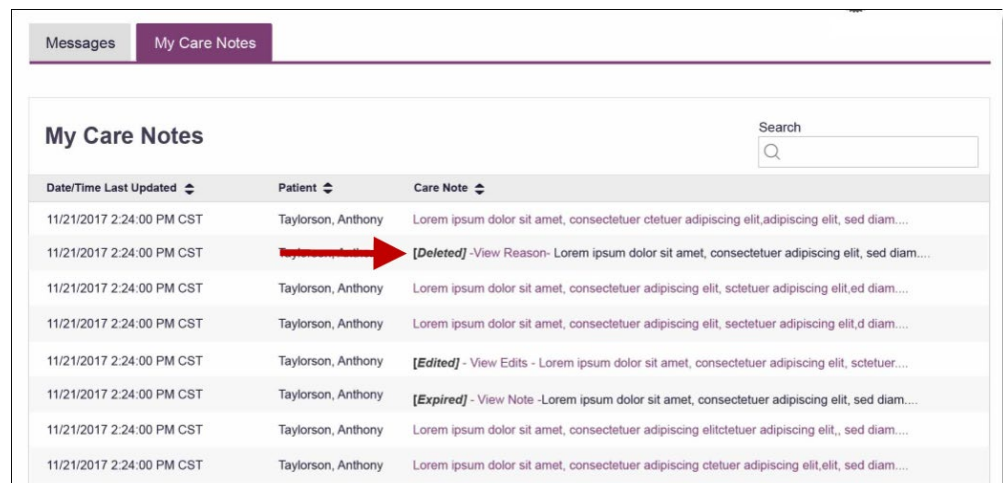 Messages My Care Notes
My Care Notes
Search
Date/Time Last Updated Patient Care Note
11/21/2017 2:24:00 PM CST Taylorson, Anthony Lorem ipsum dolor sit amet, consectetuer ctetuer adipiscing elit,adipiscing elit, sed diam....
11/21/2017 2:24:00 PM CST [Deleted] -View Reason- Lorem ipsum dolor sit amet, consectetuer adipiscing elit, sed diam....
11/21/2017 2:24:00 PM CST Taylorson, Anthony Lorem ipsum dolor sit amet, consectetuer adipiscing elit, sctetuer adipiscing elit,ed diam....
11/21/2017 2:24:00 PM CST Taylorson, Anthony Lorem ipsum dolor sit amet, consectetuer adipiscing elit, sectetuer adipiscing elit,d diam....
11/21/2017 2:24:00 PM CST Taylorson, Anthony [Edited] - View Edits - Lorem ipsum dolor sit amet, consectetuer adipiscing elit, sctetuer....
11/21/2017 2:24:00 PM CST Taylorson, Anthony [Expired] - View Note -Lorem ipsum dolor sit amet, consectetuer adipiscing elit, sed diam....
11/21/2017 2:24:00 PM CST Taylorson, Anthony Lorem ipsum dolor sit amet, consectetuer adipiscing elitctetuer adipiscing elit,, sed diam....
11/21/2017 2:24:00 PM CST Taylorson, Anthony Lorem ipsum dolor sit amet, consectetuer adipiscing ctetuer adipiscing elit,elit, sed diam....